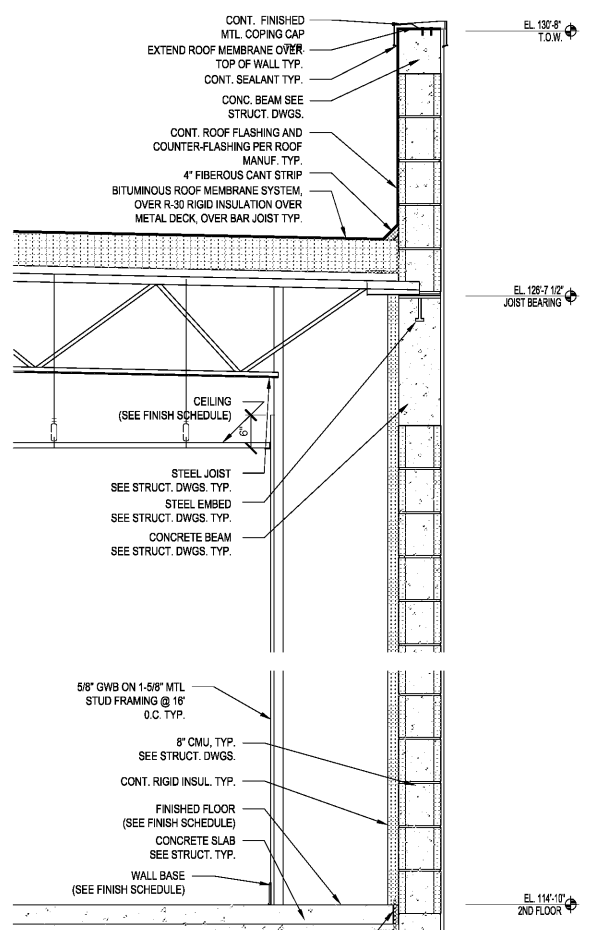 CONT. FINISHED
MTL. COPING CAP
TYP.
EXTEND ROOF MEMBRANE OVER
TOP OF WALL TYP.
CONT. SEALANT TYP.
CONC. BEAM SEE
STRUCT. DWGS.
CONT. ROOF FLASHING AND
COUNTER-FLASHING PER ROOF
MANUF. TYP.
4" FIBEROUS CANT STRIP
BITUMINOUS ROOF MEMBRANE SYSTEM,
OVER R-30 RIGID INSULATION OVER
METAL DECK, OVER BAR JOIST TYP.
EL. 130'-8"
T.O.W.
EL. 126'-7 1/2"
JOIST BEARING
CEILING
(SEE FINISH SCHEDULE)
6"
STEEL JOIST
SEE STRUCT. DWGS. TYP.
STEEL EMBED
SEE STRUCT. DWGS. TYP.
CONCRETE BEAM
SEE STRUCT. DWGS. TYP.
5/8" GWB ON 1-5/8" MTL
STUD FRAMING @ 16'
O.C. TYP.
8" CMU, TYP.
SEE STRUCT. DWGS.
CONT. RIGID INSUL. TYP.
FINISHED FLOOR
(SEE FINISH SCHEDULE)
CONCRETE SLAB
SEE STRUCT. TYP.
WALL BASE
(SEE FINISH SCHEDULE)
EL. 114'-10"
2ND FLOOR